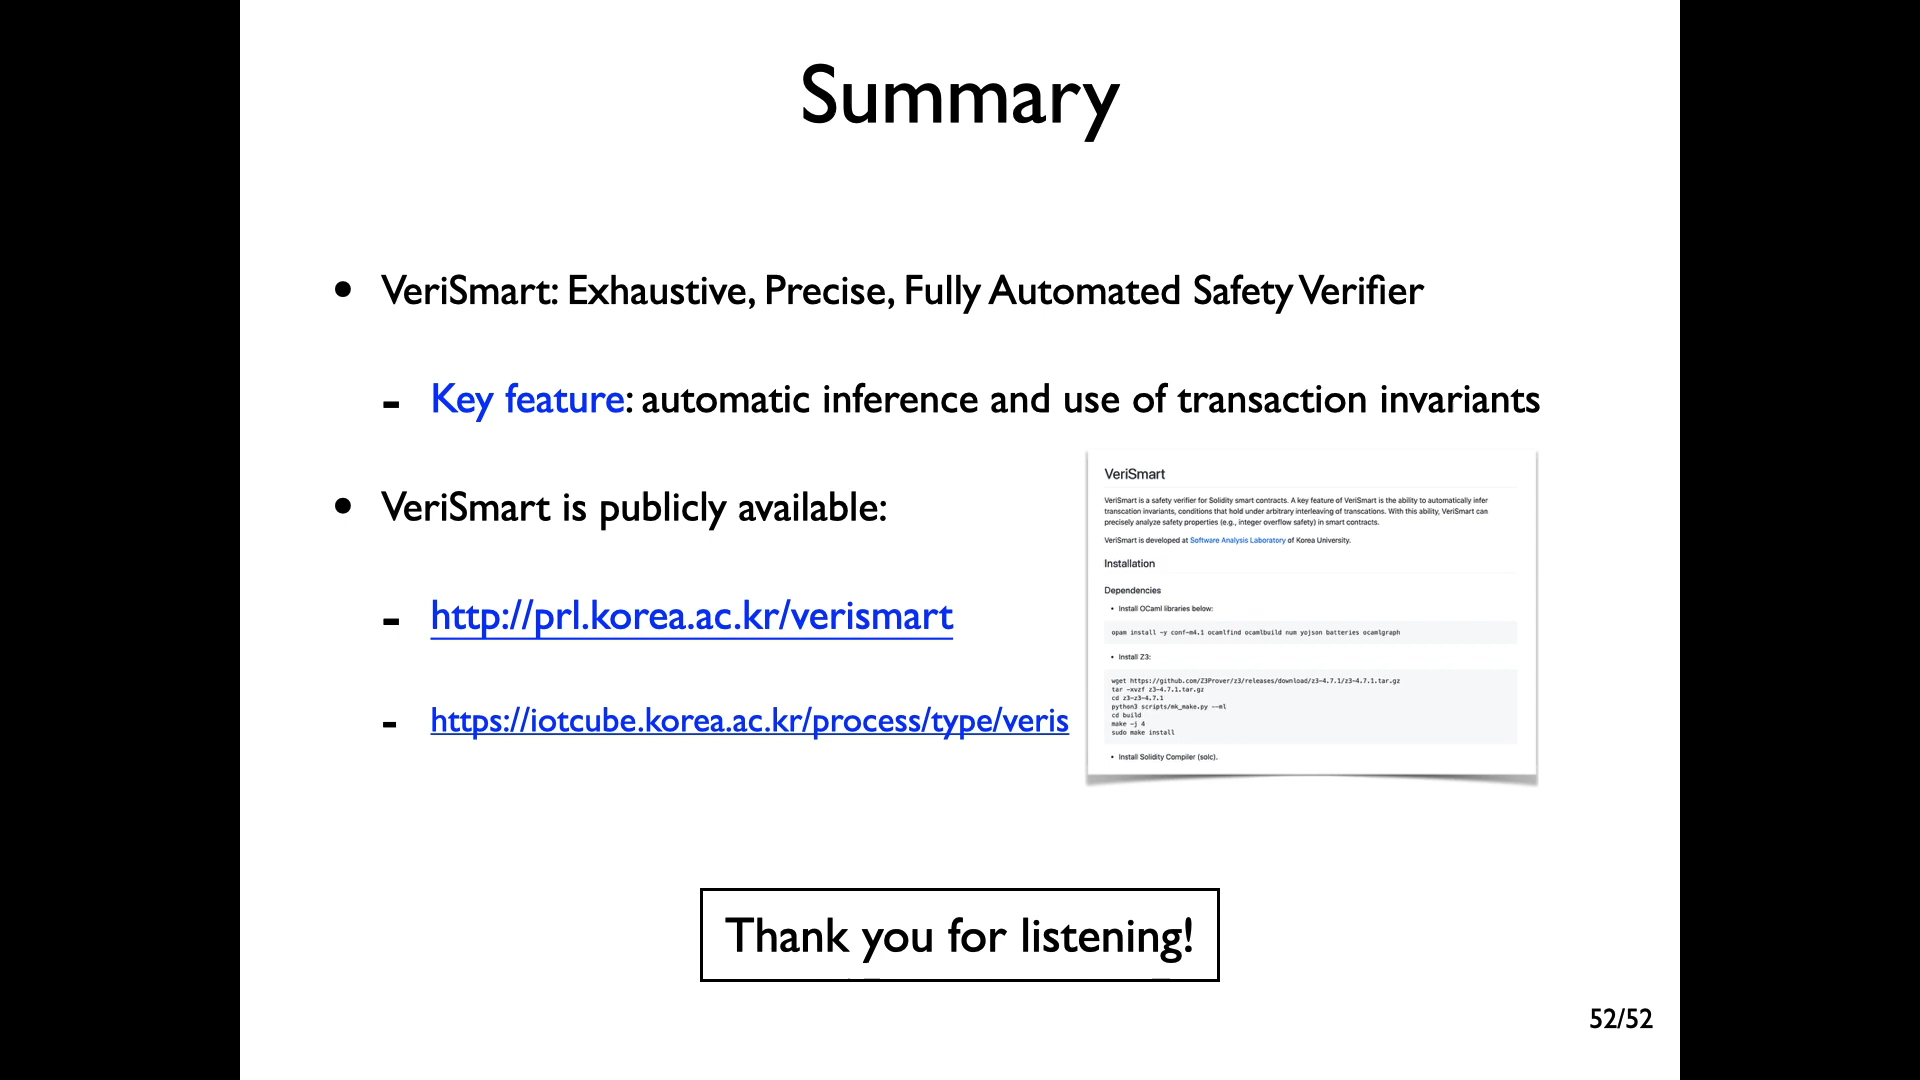 Summary
• VeriSmart: Exhaustive, Precise, Fully Automated Safety Verifier
- Key feature: automatic inference and use of transaction invariants
• VeriSmart is publicly available:
- http://prl.korea.ac.kr/verismart
- https://iotcube.korea.ac.kr/process/type/veris
VeriSmart
VeriSmart is a safety verifier for Solidity smart contracts. A key feature of VeriSmart is the ability to automatically infer
transcation invariants, conditions that hold under arbitrary interleaving of transcations. With this ability, VeriSmart can
precisely analyze safety properties (e.g., integer overflow safety) in smart contracts.
VeriSmart is developed at Software Analysis Laboratory of Korea University.
Installation
Dependencies
• Install OCaml libraries below:
opam install -y conf-m4.1 ocamlfind ocamlbuild num yojson batteries ocamlgraph
• Install Z3:
wget https://github.com/Z3Prover/z3/releases/download/z3-4.7.1/z3-4.7.1.tar.gz
tar -xvzf z3-4.7.1.tar.gz
cd z3-z3-4.7.1
python3 scripts/mk_make.py --ml
cd build
make -j 4
sudo make install
• Install Solidity Compiler (solc).
Thank you for listening!
52/52